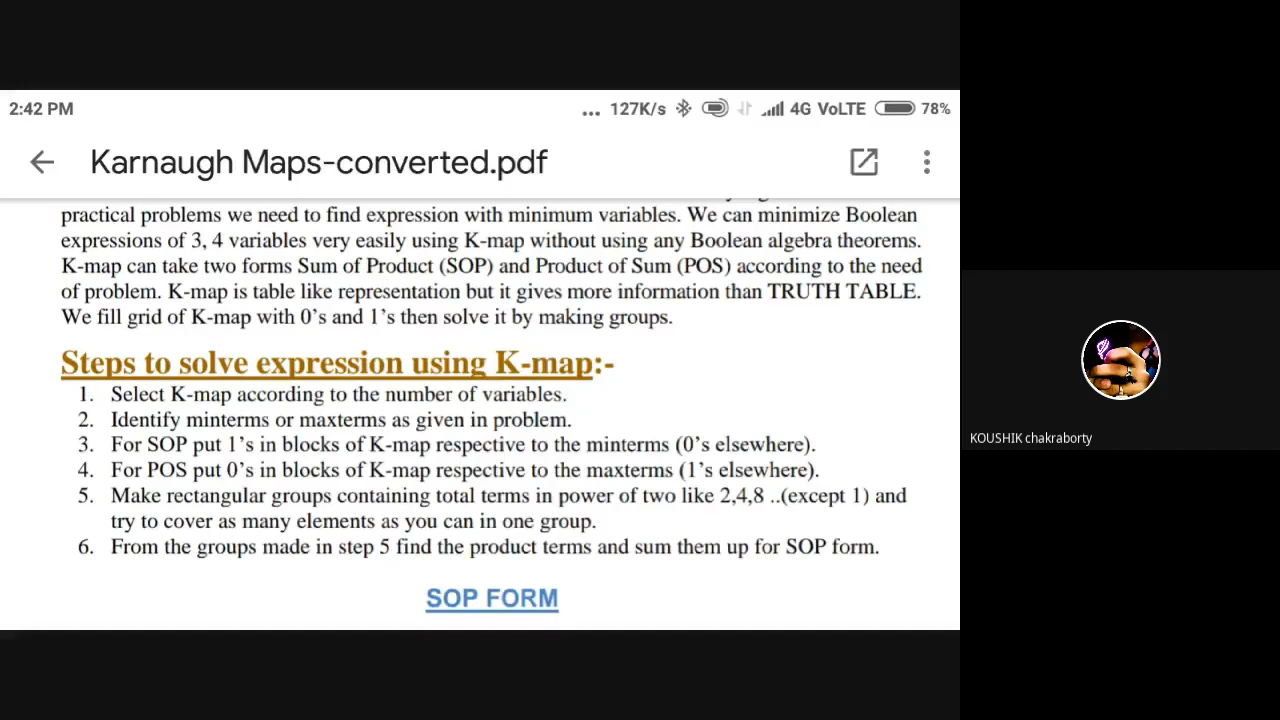 2:42 PM
... 127K/s 4G VoLTE 78%
Karnaugh Maps-converted.pdf
practical problems we need to find expression with minimum variables. We can minimize Boolean
expressions of 3, 4 variables very easily using K-map without using any Boolean algebra theorems.
K-map can take two forms Sum of Product (SOP) and Product of Sum (POS) according to the need
of problem. K-map is table like representation but it gives more information than TRUTH TABLE.
We fill grid of K-map with 0’s and 1’s then solve it by making groups.
Steps to solve expression using K-map:-
1. Select K-map according to the number of variables.
2. Identify minterms or maxterms as given in problem.
3. For SOP put 1’s in blocks of K-map respective to the minterms (0’s elsewhere).
4. For POS put 0’s in blocks of K-map respective to the maxterms (1’s elsewhere).
5. Make rectangular groups containing total terms in power of two like 2,4,8 ..(except 1) and
try to cover as many elements as you can in one group.
6. From the groups made in step 5 find the product terms and sum them up for SOP form.
SOP FORM
KOUSHIK chakraborty